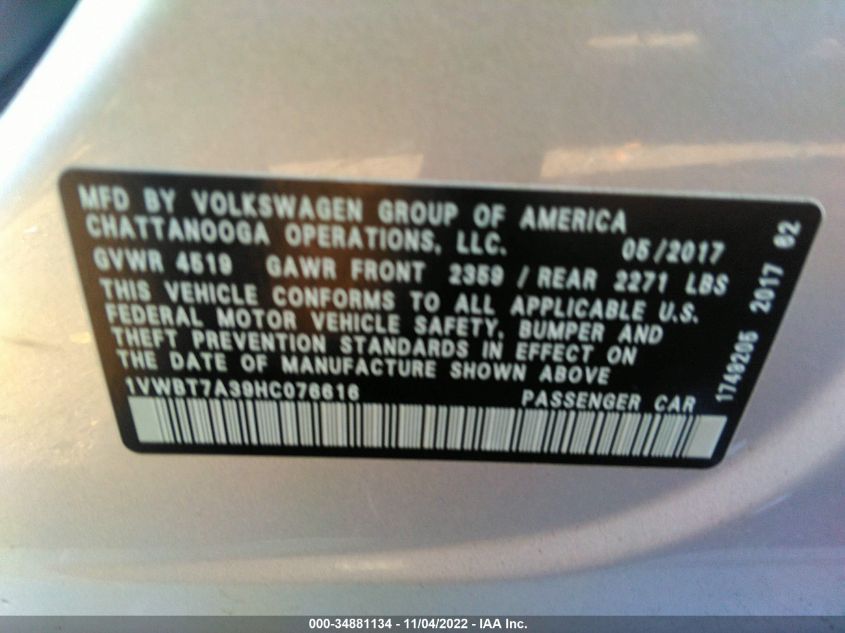 MFD BY VOLKSWAGEN GROUP OF AMERICA
CHATTANOOGA OPERATIONS, LLC. 05/2017
GVWR 4519 GAWR FRONT 2359 / REAR 2271 LBS
THIS VEHICLE CONFORMS TO ALL APPLICABLE U.S.
FEDERAL MOTOR VEHICLE SAFETY, BUMPER AND
THEFT PREVENTION STANDARDS IN EFFECT ON
THE DATE OF MANUFACTURE SHOWN ABOVE
1VWBT7A39HC076616 PASSENGER CAR
1749205 2017 62
000-34881134 - 11/04/2022 - IAA Inc.